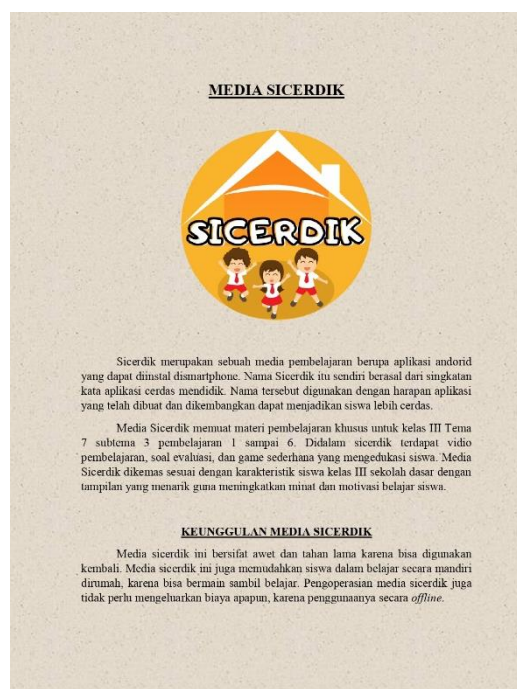 MEDIA SICERDIK
SICERDIK
Sicerdik merupakan sebuah media pembelajaran berupa aplikasi andorid
yang dapat diinstal dismartphone. Nama Sicerdik itu sendiri berasal dari singkatan
kata aplikasi cerdas mendidik. Nama tersebut digunakan dengan harapan aplikasi
yang telah dibuat dan dikembangkan dapat menjadikan siswa lebih cerdas.
Media Sicerdik memuat materi pembelajaran khusus untuk kelas III Tema
7 subtema 3 pembelajaran 1 sampai 6. Didalam sicerdik terdapat vidio
pembelajaran, soal evaluasi, dan game sederhana yang mengedukasi siswa. Media
Sicerdik dikemas sesuai dengan karakteristik siswa kelas III sekolah dasar dengan
tampilan yang menarik guna meningkatkan minat dan motivasi belajar siswa.
KEUNGGULAN MEDIA SICERDIK
Media sicerdik ini bersifat awet dan tahan lama karena bisa digunakan
kembali. Media sicerdik ini juga memudahkan siswa dalam belajar secara mandiri
dirumah, karena bisa bermain sambil belajar. Pengoperasian media sicerdik juga
tidak perlu mengeluarkan biaya apapun, karena penggunaanya secara offline.